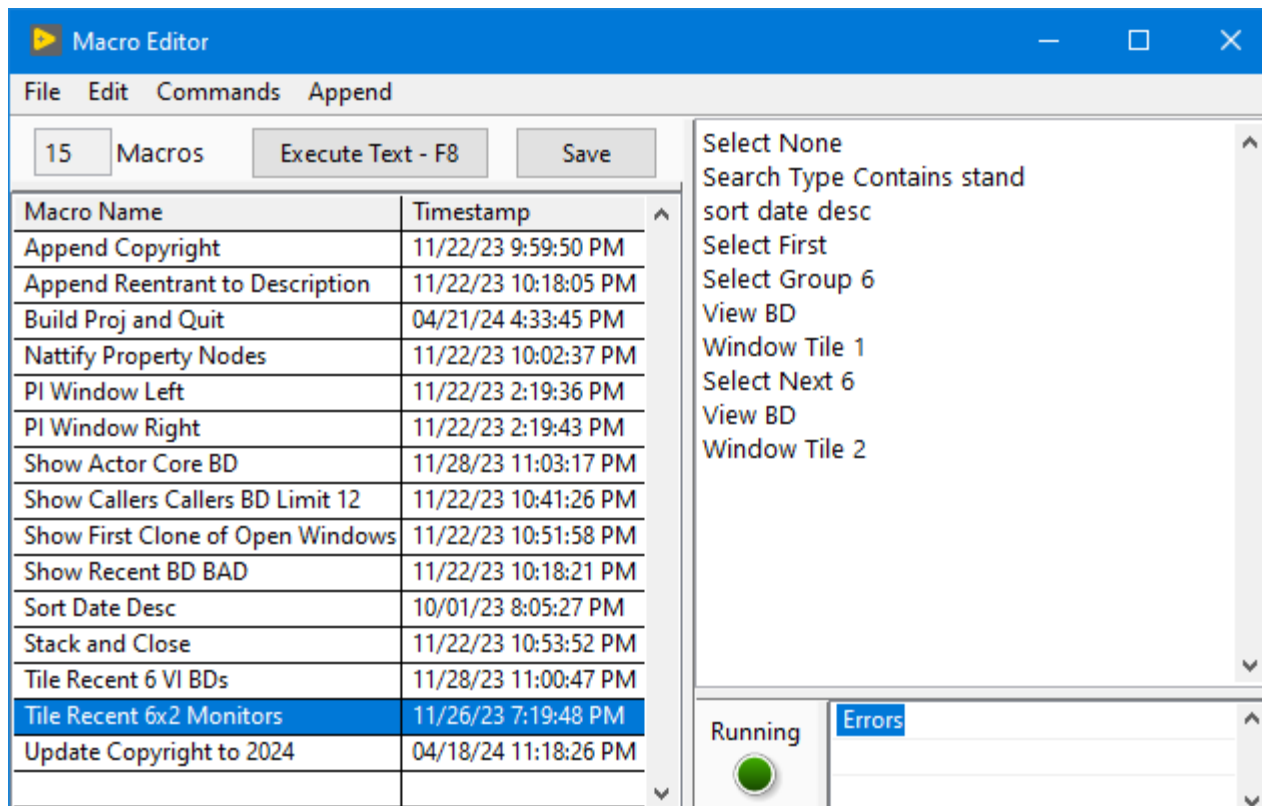 Macro Editor
File Edit Commands Append
15 Macros Execute Text - F8 Save
Macro Name Timestamp
Append Copyright 11/22/23 9:59:50 PM
Append Reentrant to Description 11/22/23 10:18:05 PM
Build Proj and Quit 04/21/24 4:33:45 PM
Nattify Property Nodes 11/22/23 10:02:37 PM
PI Window Left 11/22/23 2:19:36 PM
PI Window Right 11/22/23 2:19:43 PM
Show Actor Core BD 11/28/23 11:03:17 PM
Show Callers Callers BD Limit 12 11/22/23 10:41:26 PM
Show First Clone of Open Windows 11/22/23 10:51:58 PM
Show Recent BD BAD 11/22/23 10:18:21 PM
Sort Date Desc 10/01/23 8:05:27 PM
Stack and Close 11/22/23 10:53:52 PM
Tile Recent 6 VI BDs 11/28/23 11:00:47 PM
Tile Recent 6x2 Monitors 11/26/23 7:19:48 PM
Update Copyright to 2024 04/18/24 11:18:26 PM
Select None
Search Type Contains stand
sort date desc
Select First
Select Group 6
View BD
Window Tile 1
Select Next 6
View BD
Window Tile 2
Running
Errors